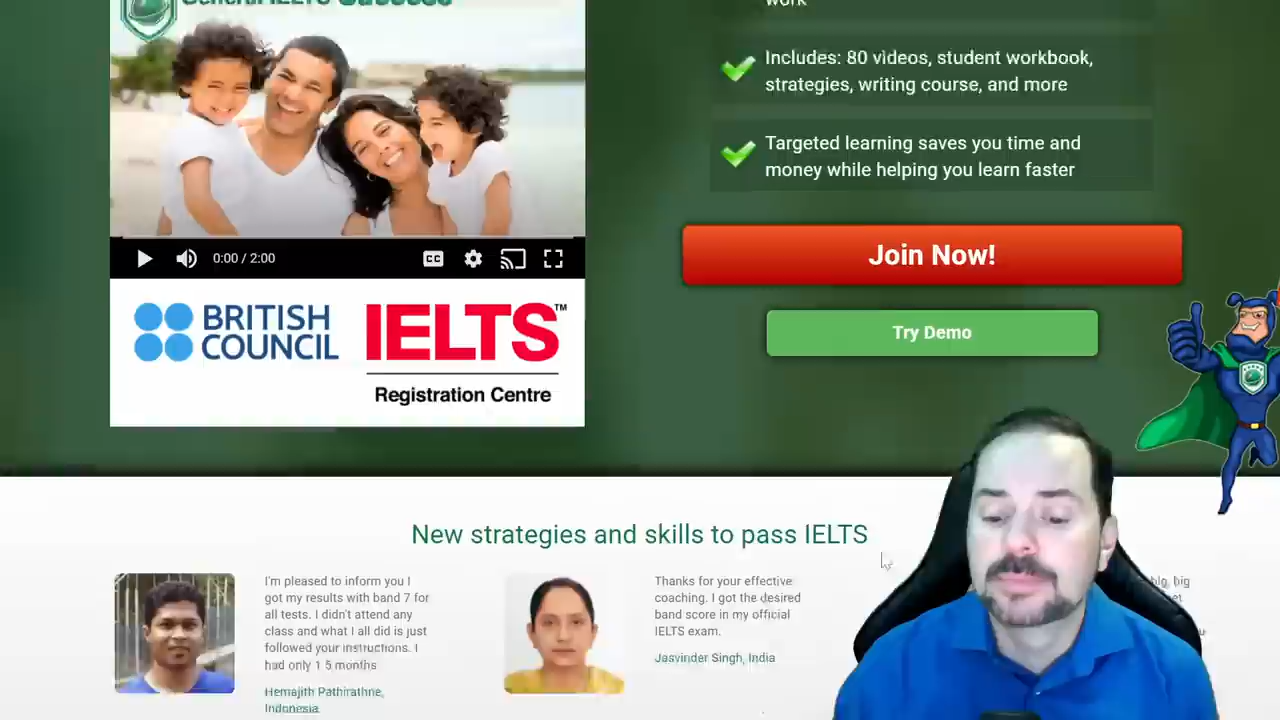 General IELTS Success
work
Includes: 80 videos, student workbook,
strategies, writing course, and more
Targeted learning saves you time and
money while helping you learn faster
Join Now!
0:00 / 2:00
CC
Try Demo
BRITISH
COUNCIL
IELTS™
Registration Centre
New strategies and skills to pass IELTS
I'm pleased to inform you I
got my results with band 7 for
all tests. I didn't attend any
class and what I all did is just
followed your instructions. I
had only 1 5 months
Hemajith Pathirathne,
Indonesia
Thanks for your effective
coaching. I got the desired
band score in my official
IELTS exam.
Jasvinder Singh, India
big